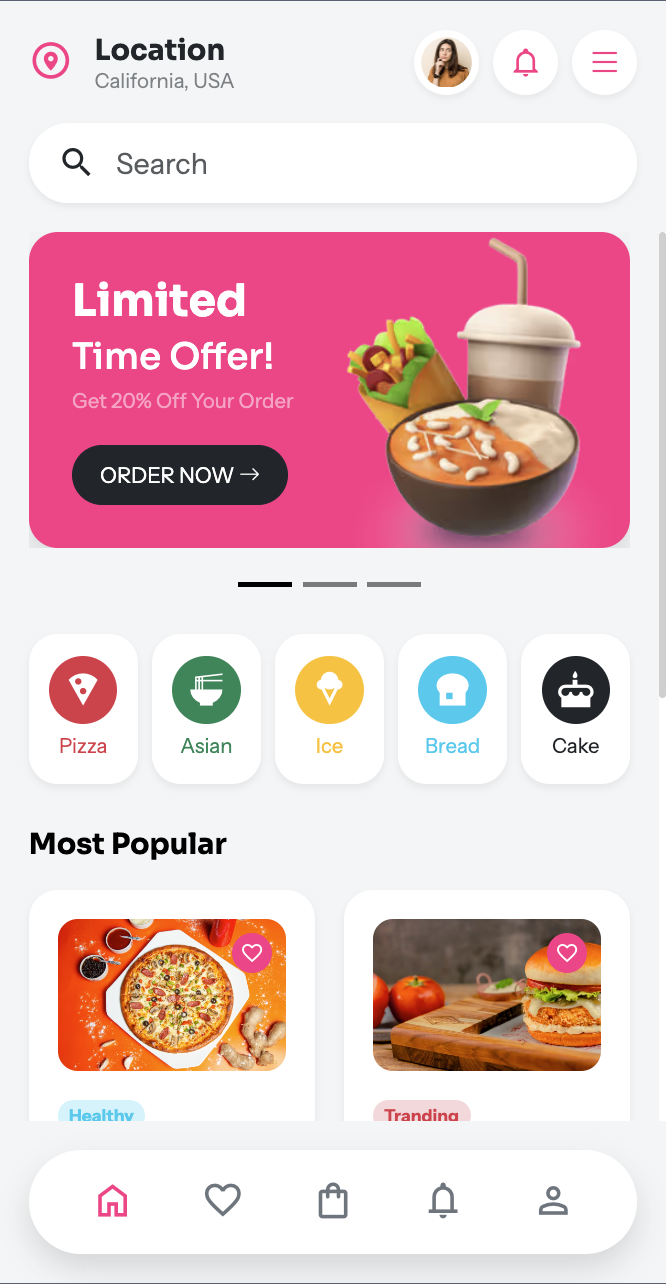 Location
California, USA
Search
Limited
Time Offer!
Get 20% Off Your Order
ORDER NOW →
Pizza
Asian
Ice
Bread
Cake
Most Popular
Healthy
Tranding